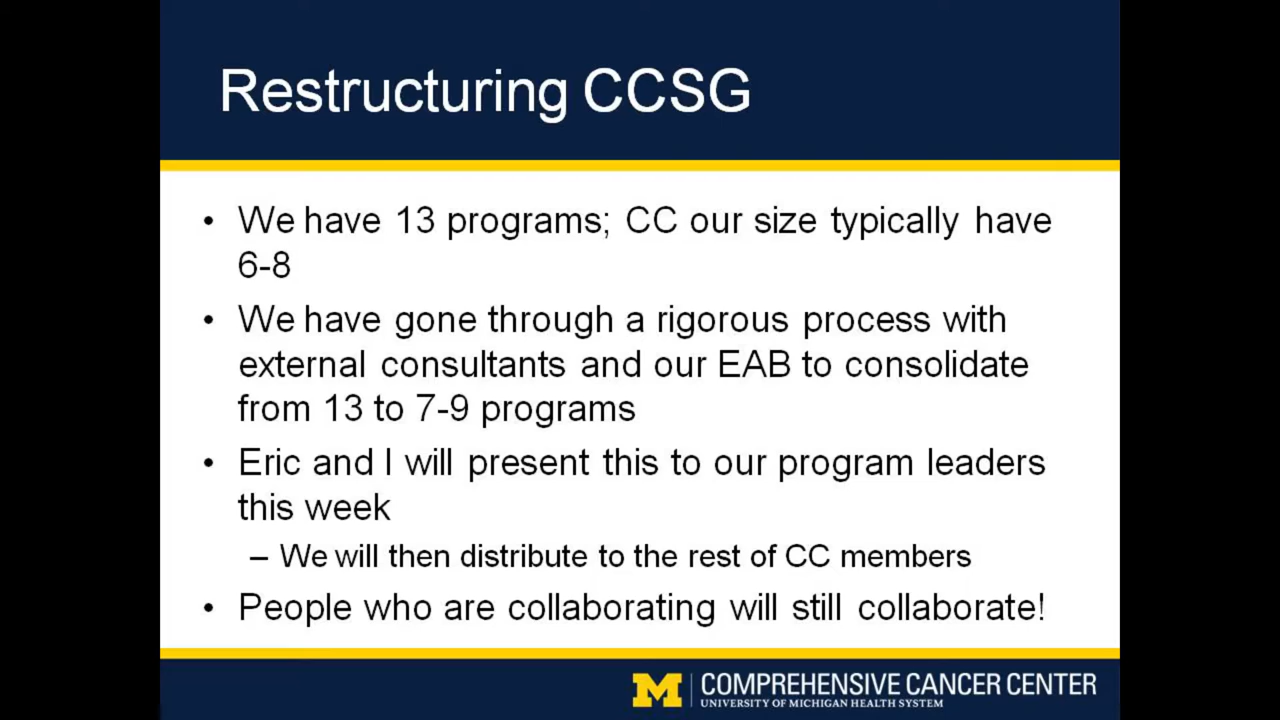 Restructuring CCSG
• We have 13 programs; CC our size typically have
6-8
• We have gone through a rigorous process with
external consultants and our EAB to consolidate
from 13 to 7-9 programs
• Eric and I will present this to our program leaders
this week
– We will then distribute to the rest of CC members
• People who are collaborating will still collaborate!
M COMPREHENSIVE CANCER CENTER
UNIVERSITY OF MICHIGAN HEALTH SYSTEM